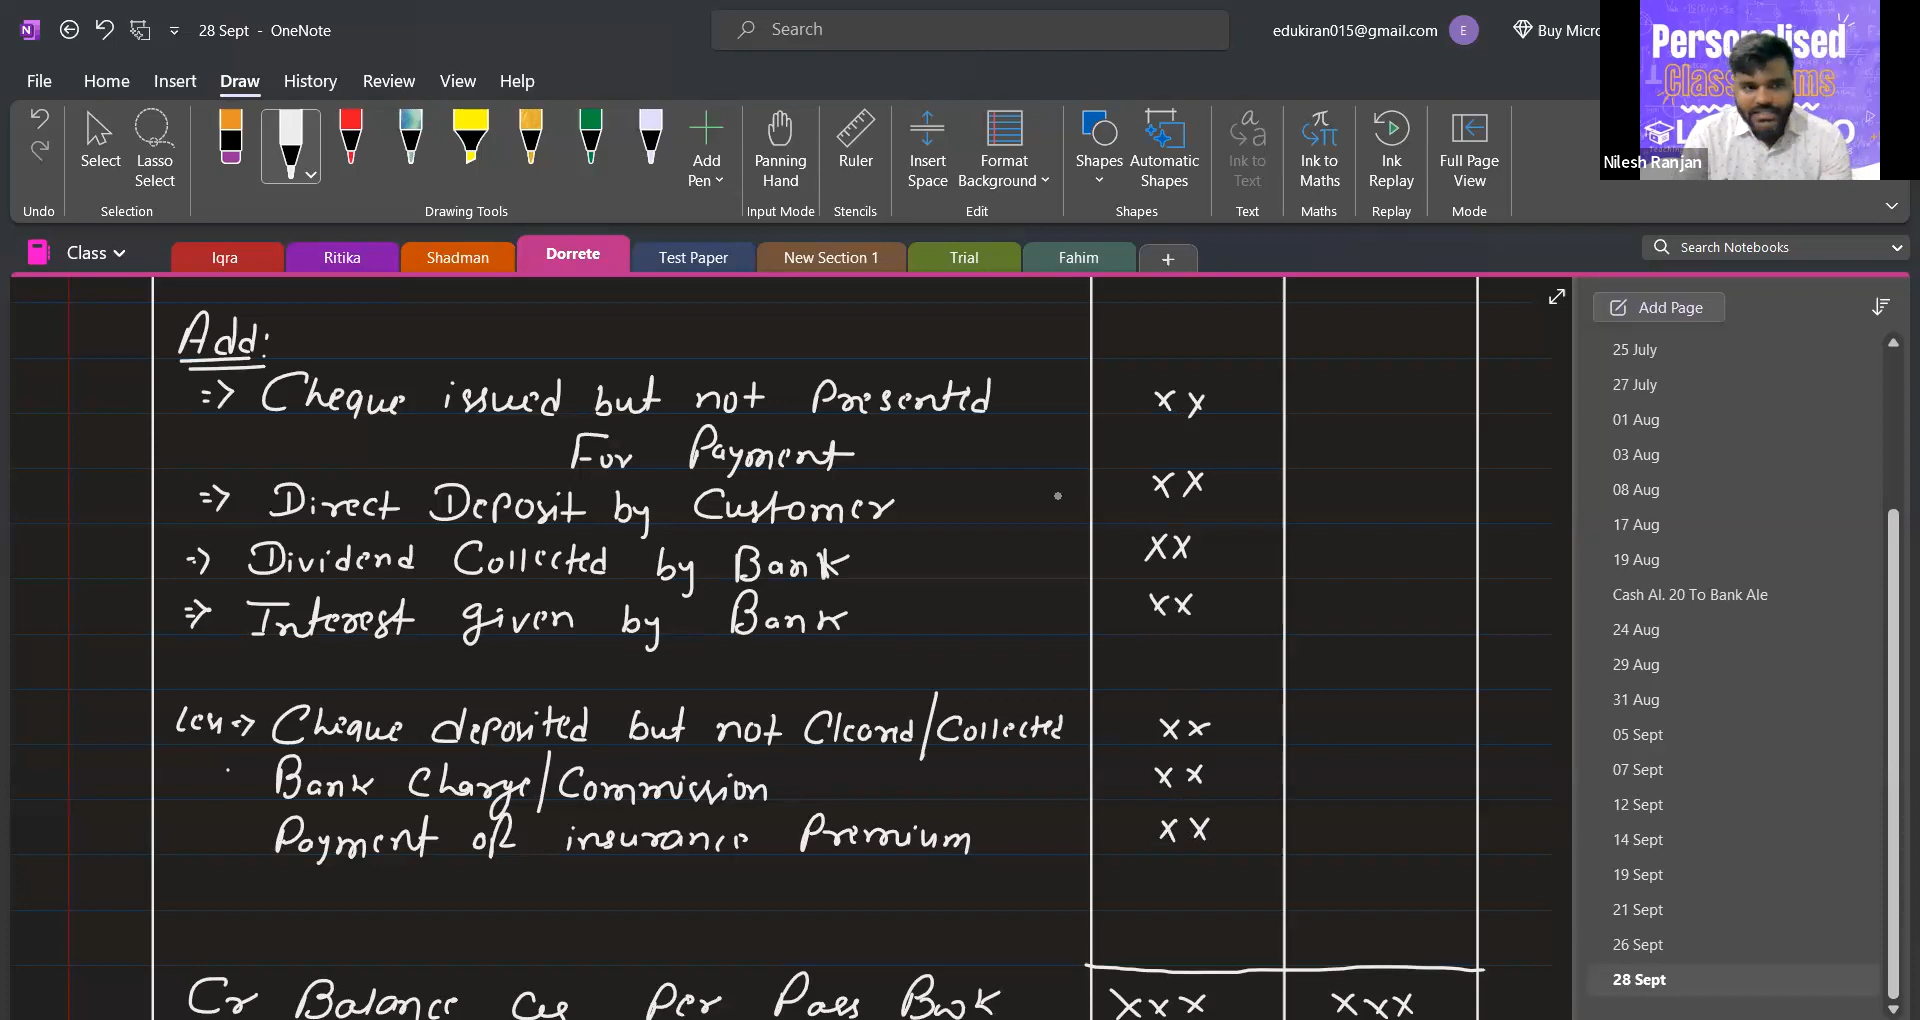 28 Sept - OneNote
Search
edukiran015@gmail.com
E
Buy Micro
Personalised
Nilesh Ranjan
File Home Insert Draw History Review View Help
Select
Lasso Select
Add Pen
Panning Hand
Ruler
Insert Space
Format Background
Shapes
Automatic Shapes
Ink to Text
Ink to Maths
Ink Replay
Full Page View
Undo Selection Drawing Tools Input Mode Stencils Edit Shapes Text Maths Replay Mode
Class Iqra Ritika Shadman Dorrete Test Paper New Section 1 Trial Fahim +
Search Notebooks
Add Page
25 July
27 July
01 Aug
03 Aug
08 Aug
17 Aug
19 Aug
Cash Al. 20 To Bank Ale
24 Aug
29 Aug
31 Aug
05 Sept
07 Sept
12 Sept
14 Sept
19 Sept
21 Sept
26 Sept
28 Sept
Add:
=> Cheque issued but not Presented xx
For Payment
=> Direct Deposit by Customer xx
=> Dividend Collected by Bank xx
=> Interest given by Bank xx
Less => Cheque deposited but not Cleared/Collected xx
Bank Charge/Commission xx
Payment of insurance Premium xx
Cr Balance as Per Pass Book xxx xxx